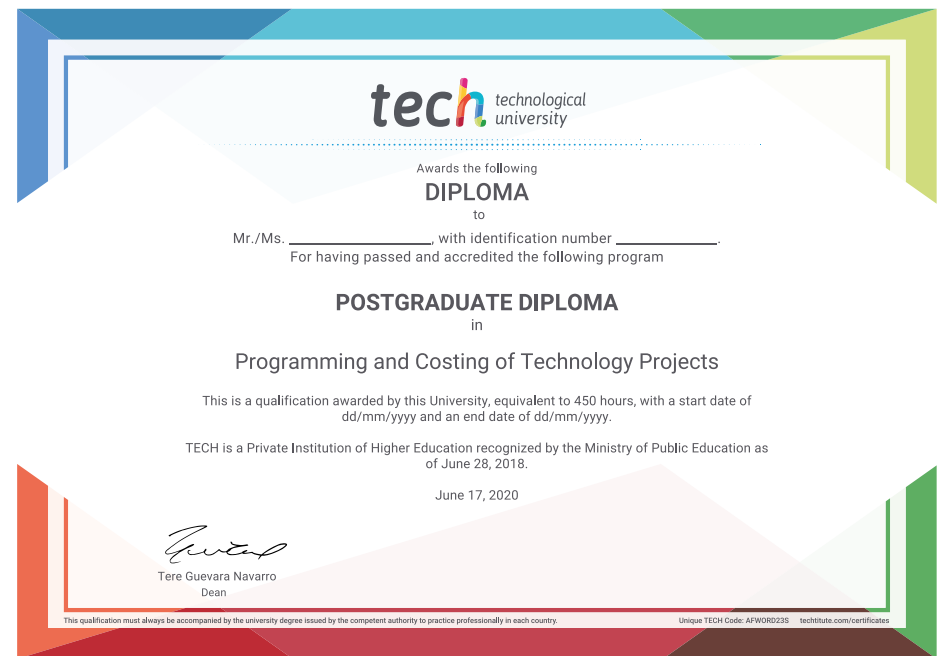 tech technological
university
Awards the following
DIPLOMA
to
Mr./Ms. ________________, with identification number ____________.
For having passed and accredited the following program
POSTGRADUATE DIPLOMA
in
Programming and Costing of Technology Projects
This is a qualification awarded by this University, equivalent to 450 hours, with a start date of
dd/mm/yyyy and an end date of dd/mm/yyyy.
TECH is a Private Institution of Higher Education recognized by the Ministry of Public Education as
of June 28, 2018.
June 17, 2020
Tere Guevara Navarro
Dean
This qualification must always be accompanied by the university degree issued by the competent authority to practice professionally in each country. Unique TECH Code: AFWORD23S techtitute.com/certificates